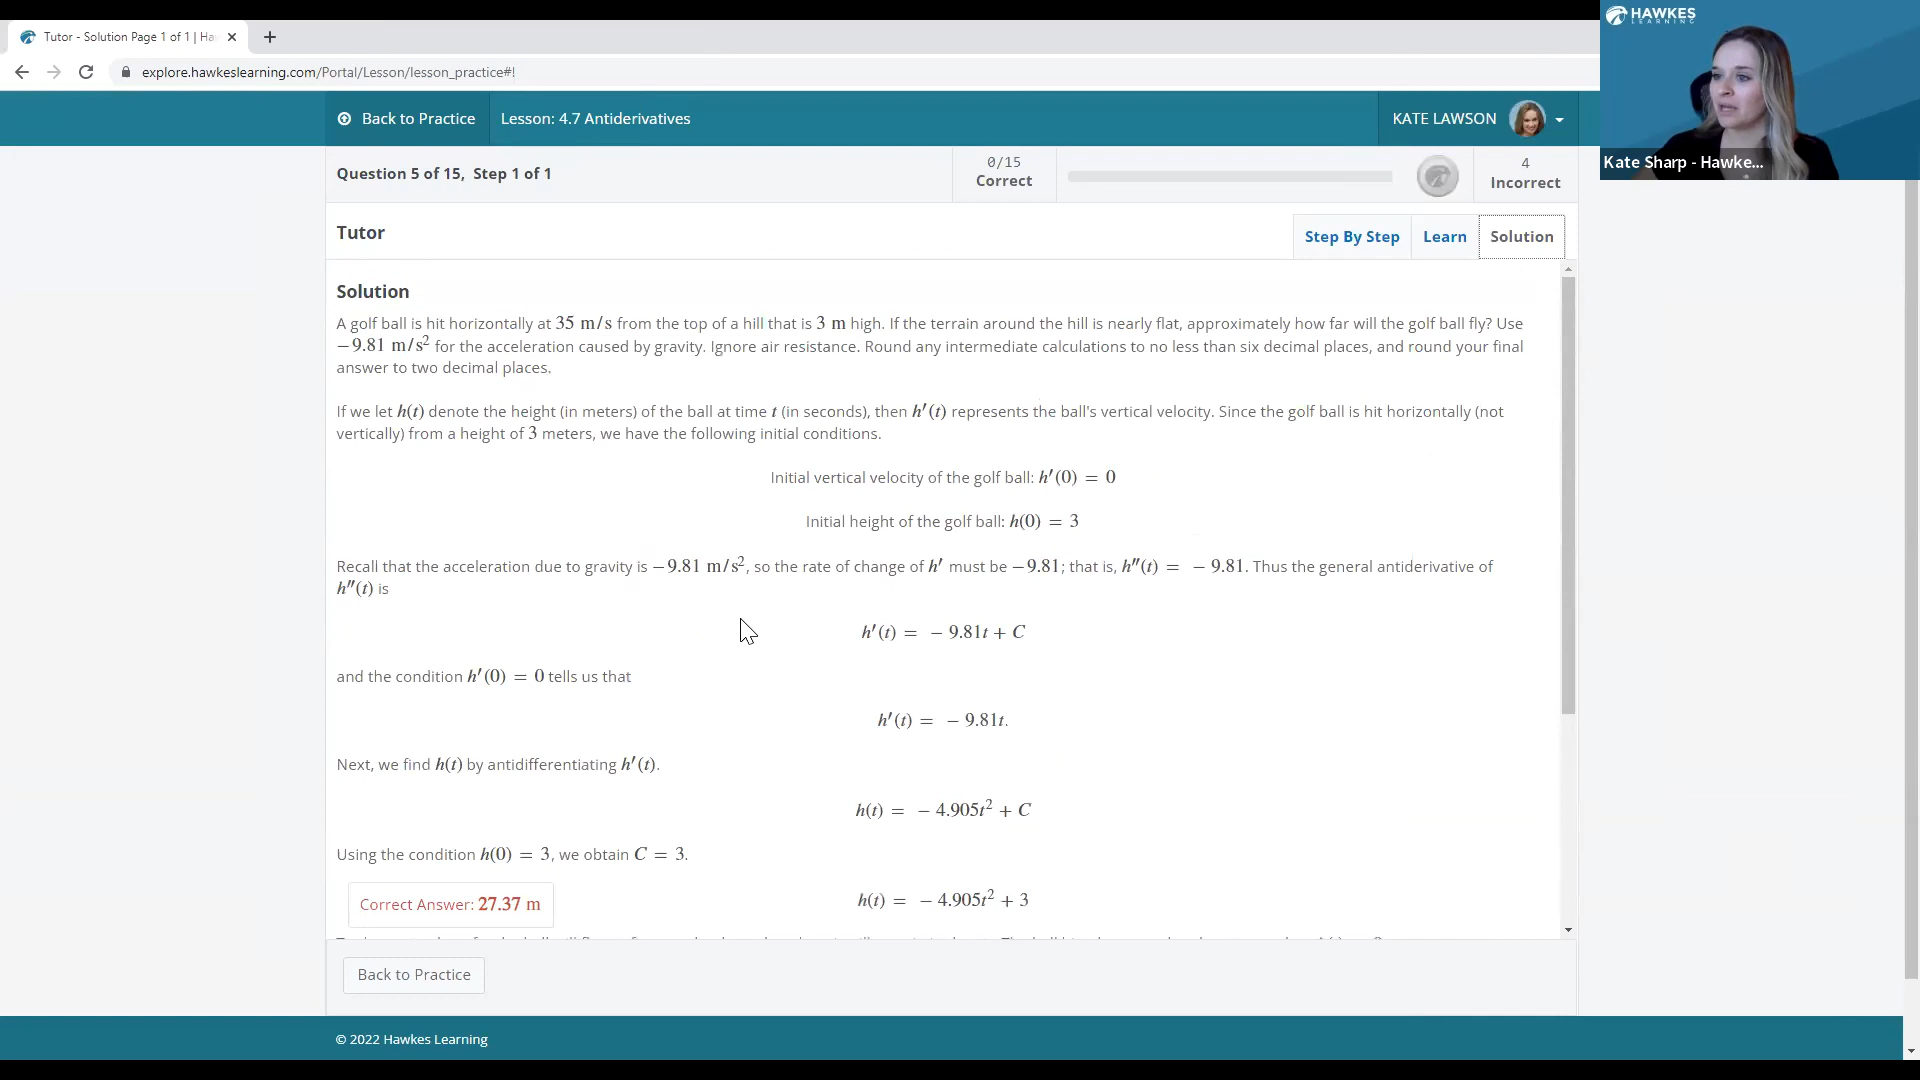 HAWKES
LEARNING
Tutor - Solution Page 1 of 1 | Ha
explore.hawkeslearning.com/Portal/Lesson/lesson_practice#!
Back to Practice
Lesson: 4.7 Antiderivatives
KATE LAWSON
Kate Sharp - Hawke...
Question 5 of 15, Step 1 of 1
0/15
Correct
4
Incorrect
Tutor
Step By Step
Learn
Solution
Solution
A golf ball is hit horizontally at 35 m/s from the top of a hill that is 3 m high. If the terrain around the hill is nearly flat, approximately how far will the golf ball fly? Use
−9.81 m/s² for the acceleration caused by gravity. Ignore air resistance. Round any intermediate calculations to no less than six decimal places, and round your final
answer to two decimal places.
If we let h(t) denote the height (in meters) of the ball at time t (in seconds), then h′(t) represents the ball's vertical velocity. Since the golf ball is hit horizontally (not
vertically) from a height of 3 meters, we have the following initial conditions.
Initial vertical velocity of the golf ball: h′(0) = 0
Initial height of the golf ball: h(0) = 3
Recall that the acceleration due to gravity is −9.81 m/s², so the rate of change of h′ must be −9.81; that is, h″(t) = −9.81. Thus the general antiderivative of
h″(t) is
h′(t) = −9.81t + C
and the condition h′(0) = 0 tells us that
h′(t) = −9.81t.
Next, we find h(t) by antidifferentiating h′(t).
h(t) = −4.905t² + C
Using the condition h(0) = 3, we obtain C = 3.
h(t) = −4.905t² + 3
Correct Answer: 27.37 m
Back to Practice
© 2022 Hawkes Learning